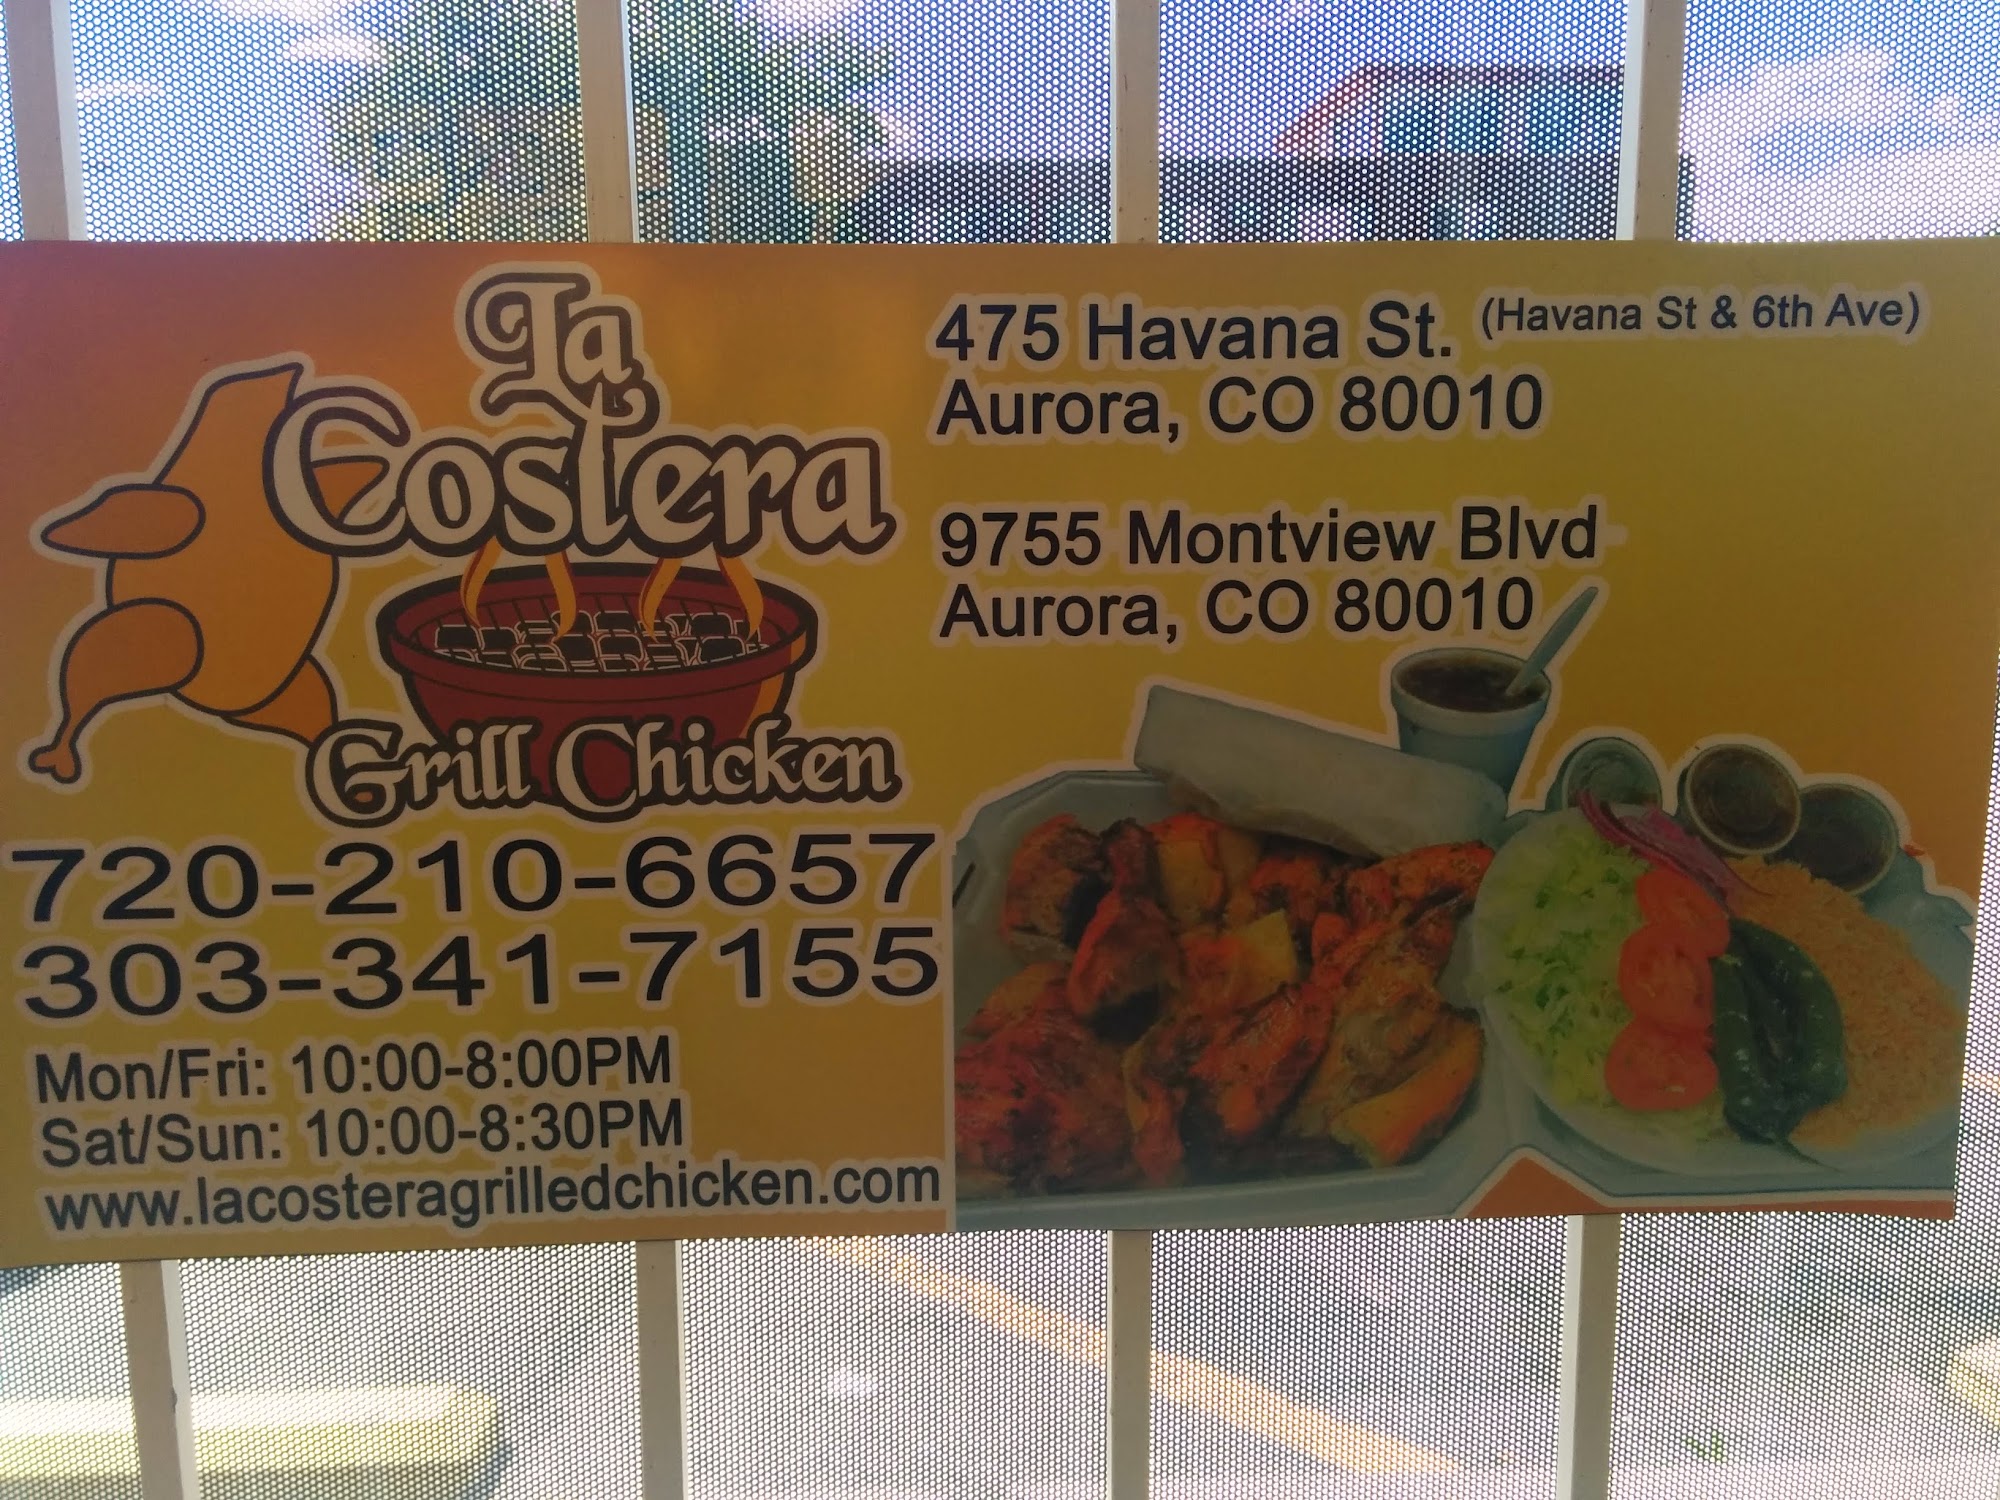 La
Costera
Grill Chicken
720-210-6657
303-341-7155
Mon/Fri: 10:00-8:00PM
Sat/Sun: 10:00-8:30PM
www.lacosteragrilledchicken.com
475 Havana St. (Havana St & 6th Ave)
Aurora, CO 80010
9755 Montview Blvd
Aurora, CO 80010